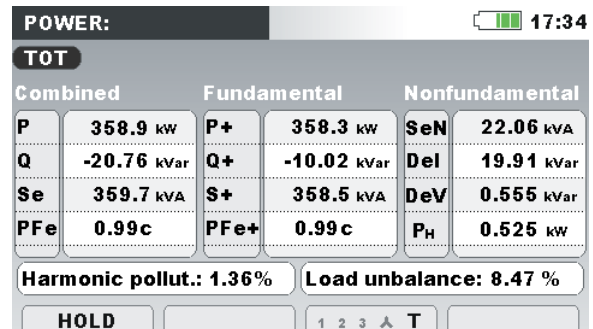 POWER: 17:34
TOT
Combined Fundamental Nonfundamental
P 358.9 kW P+ 358.3 kW SeN 22.06 kVA
Q -20.76 kVar Q+ -10.02 kVar DeI 19.91 kVar
Se 359.7 kVA S+ 358.5 kVA DeV 0.555 kVar
PFe 0.99c PFe+ 0.99c PH 0.525 kW
Harmonic pollut.: 1.36% Load unbalance: 8.47 %
HOLD 1 2 3 人 T